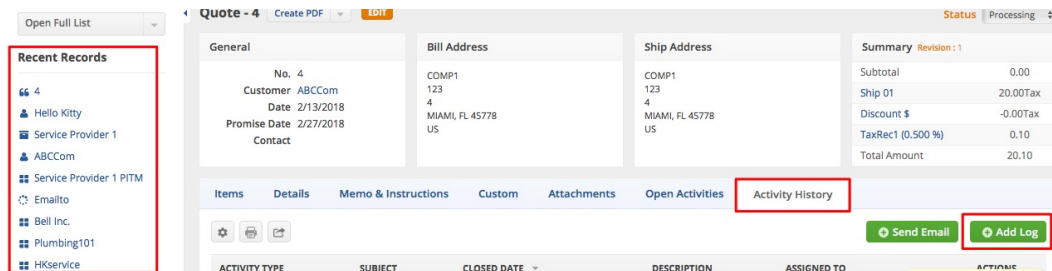 Open Full List
Recent Records
4
Hello Kitty
Service Provider 1
ABCCom
Service Provider 1 PITM
Emailto
Bell Inc.
Plumbing101
HKservice
Quote - 4 Create PDF EDIT Status Processing
General
No. 4
Customer ABCCom
Date 2/13/2018
Promise Date 2/27/2018
Contact
Bill Address
COMP1
123
4
MIAMI, FL 45778
US
Ship Address
COMP1
123
4
MIAMI, FL 45778
US
Summary Revision : 1
Subtotal 0.00
Ship 01 20.00Tax
Discount $ -0.00Tax
TaxRec1 (0.500 %) 0.10
Total Amount 20.10
Items Details Memo & Instructions Custom Attachments Open Activities Activity History
Send Email Add Log
ACTIVITY TYPE SUBJECT CLOSED DATE DESCRIPTION ASSIGNED TO ACTIONS